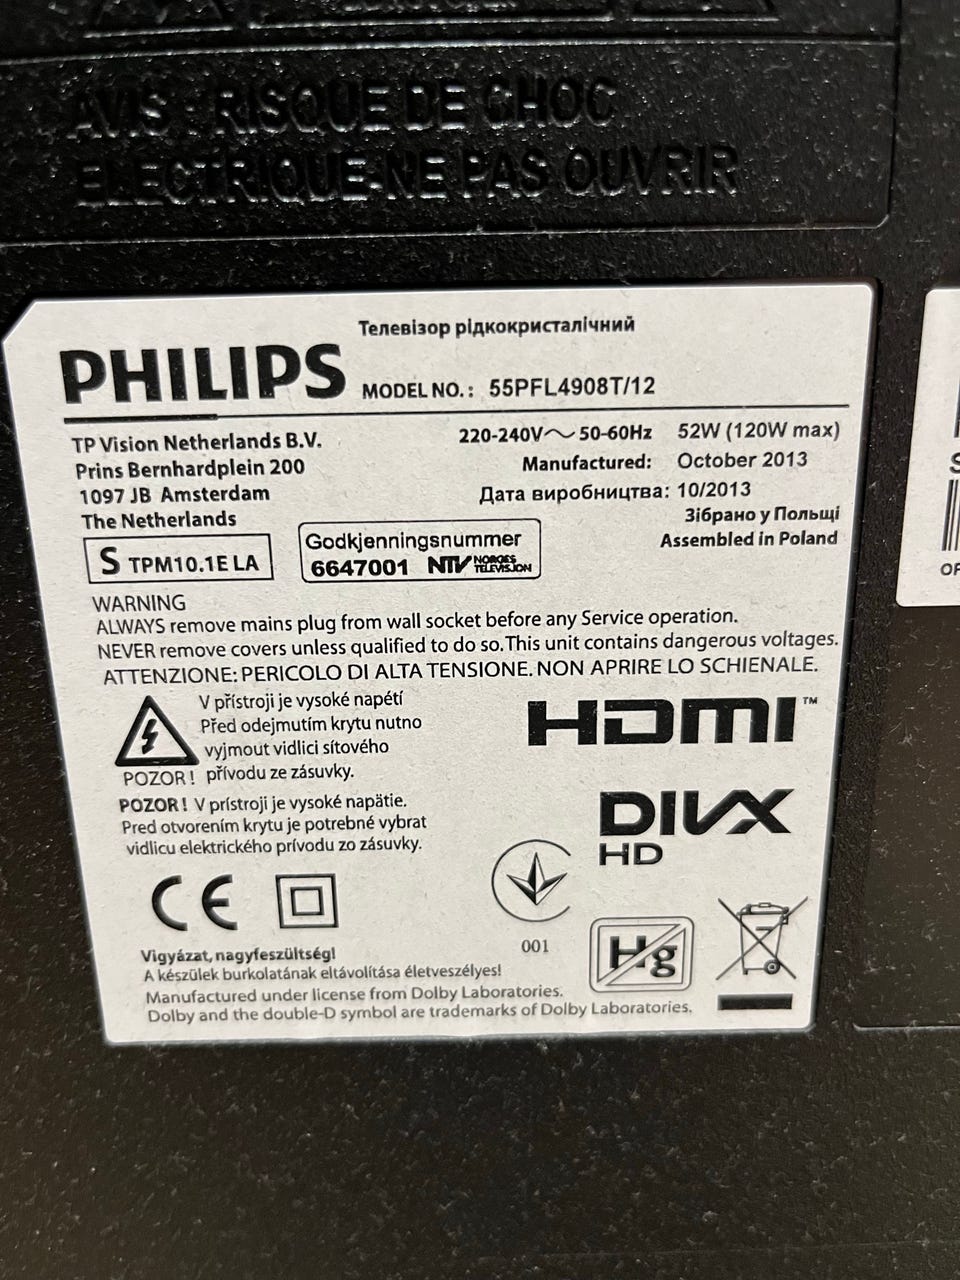 AVIS : RISQUE DE CHOC
ELECTRIQUE-NE PAS OUVRIR
Телевізор рідкокристалічний
PHILIPS MODEL NO.: 55PFL4908T/12
TP Vision Netherlands B.V.
Prins Bernhardplein 200
1097 JB Amsterdam
The Netherlands
220-240V~50-60Hz 52W (120W max)
Manufactured: October 2013
Дата виробництва: 10/2013
Зібрано у Польщі
Assembled in Poland
S TPM10.1E LA
Godkjenningsnummer
6647001 NTV NORGES TELEVISJON
WARNING
ALWAYS remove mains plug from wall socket before any Service operation.
NEVER remove covers unless qualified to do so. This unit contains dangerous voltages.
ATTENZIONE: PERICOLO DI ALTA TENSIONE. NON APRIRE LO SCHIENALE.
V přístroji je vysoké napétí
Před odejmutím krytu nutno
vyjmout vidlici sítového
POZOR! přívodu ze zásuvky.
POZOR! V prístroji je vysoké napätie.
Pred otvorením krytu je potrebné vybrat
vidlicu elektrického prívodu zo zásuvky.
HDMI™
DIVX
HD
CE
001
Hg
Vigyázat, nagyfeszültség!
A készülek burkolatának eltávolítása életveszélyes!
Manufactured under license from Dolby Laboratories.
Dolby and the double-D symbol are trademarks of Dolby Laboratories.